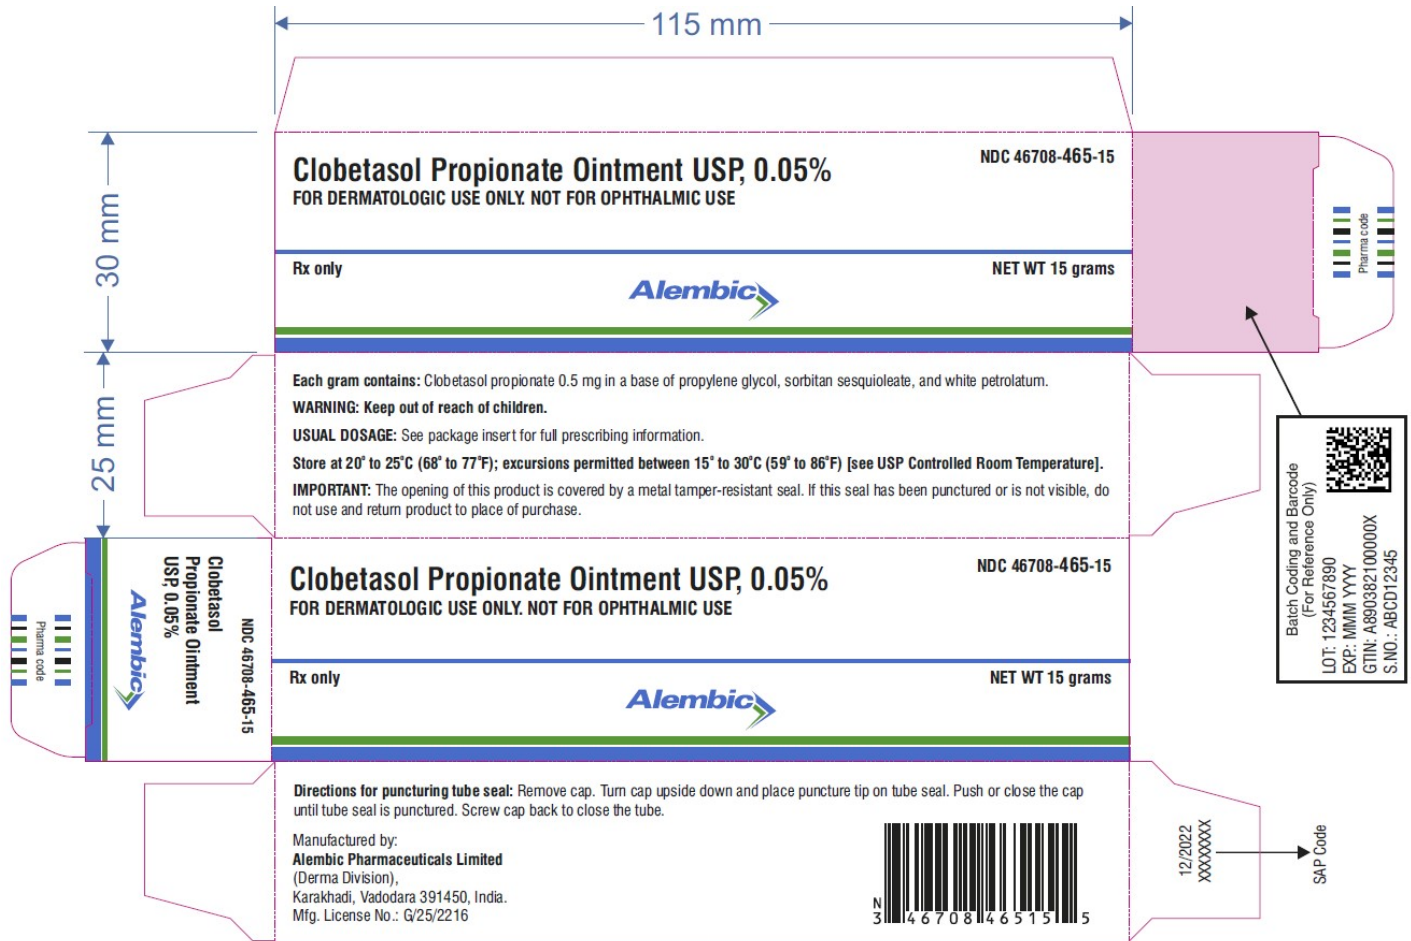 115 mm
30 mm
25 mm
Clobetasol Propionate Ointment USP, 0.05%
NDC 46708-465-15
FOR DERMATOLOGIC USE ONLY. NOT FOR OPHTHALMIC USE
Rx only
NET WT 15 grams
Alembic
Pharma code
Each gram contains: Clobetasol propionate 0.5 mg in a base of propylene glycol, sorbitan sesquioleate, and white petrolatum.
WARNING: Keep out of reach of children.
USUAL DOSAGE: See package insert for full prescribing information.
Store at 20° to 25°C (68° to 77°F); excursions permitted between 15° to 30°C (59° to 86°F) [see USP Controlled Room Temperature].
IMPORTANT: The opening of this product is covered by a metal tamper-resistant seal. If this seal has been punctured or is not visible, do
not use and return product to place of purchase.
Batch Coding and Barcode
(For Reference Only)
LOT: 1234567890
EXP.: MMM YYYY
GTIN: A890382100000X
S.NO.: ABCD12345
Pharma code
Alembic
Clobetasol
Propionate Ointment
USP, 0.05%
NDC 46708-465-15
Clobetasol Propionate Ointment USP, 0.05%
NDC 46708-465-15
FOR DERMATOLOGIC USE ONLY. NOT FOR OPHTHALMIC USE
Rx only
NET WT 15 grams
Alembic
Directions for puncturing tube seal: Remove cap. Turn cap upside down and place puncture tip on tube seal. Push or close the cap
until tube seal is punctured. Screw cap back to close the tube.
Manufactured by:
Alembic Pharmaceuticals Limited
(Derma Division),
Karakhadi, Vadodara 391450, India.
Mfg. License No.: G/25/2216
N
3 46708 46515 5
12/2022
XXXXXXX
SAP Code